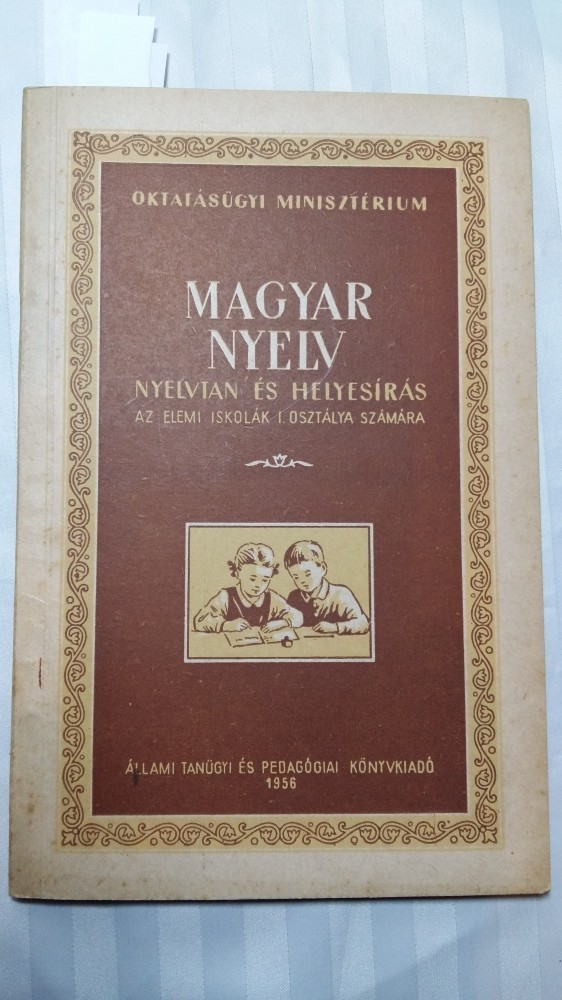 OKTATÁSÜGYI MINISZTÉRIUM
MAGYAR
NYELV
NYELVTAN ÉS HELYESÍRÁS
AZ ELEMI ISKOLÁK I. OSZTÁLYA SZÁMÁRA
ÁLLAMI TANÜGYI ÉS PEDAGÓGIAI KÖNYVKIADÓ
1956